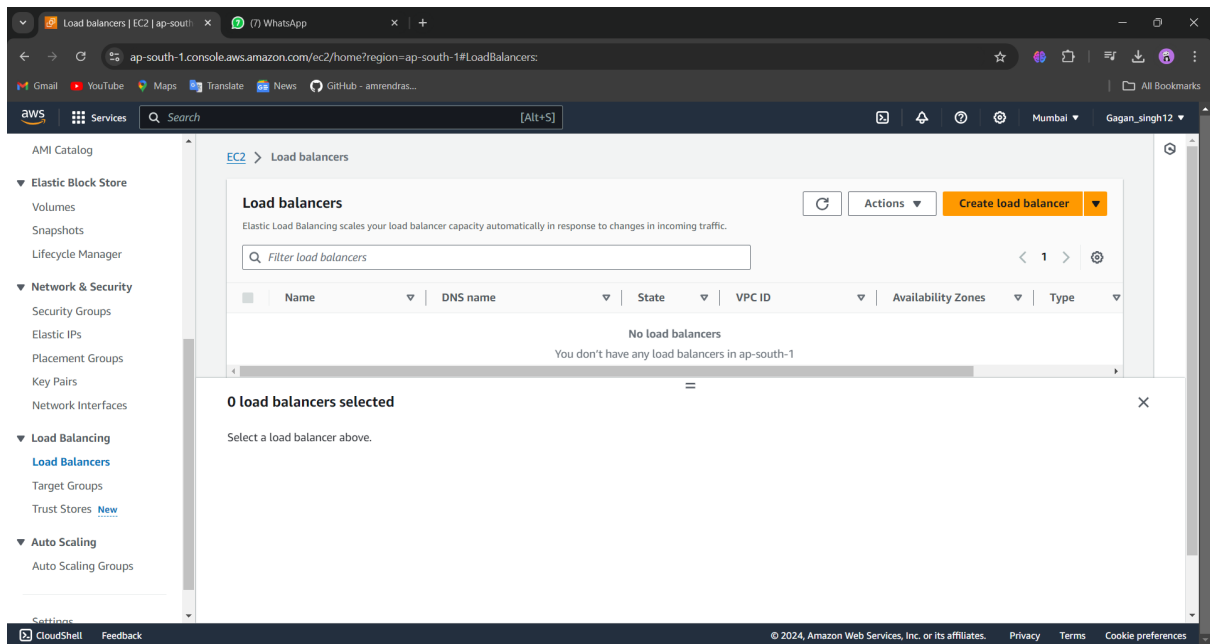 Load balancers | EC2 | ap-south
(7) WhatsApp
ap-south-1.console.aws.amazon.com/ec2/home?region=ap-south-1#LoadBalancers:
Gmail YouTube Maps Translate News GitHub - amrendras... All Bookmarks
aws Services Search [Alt+S] Mumbai Gagan_singh12
AMI Catalog
Elastic Block Store
Volumes
Snapshots
Lifecycle Manager
Network & Security
Security Groups
Elastic IPs
Placement Groups
Key Pairs
Network Interfaces
Load Balancing
Load Balancers
Target Groups
Trust Stores New
Auto Scaling
Auto Scaling Groups
Settings
EC2 > Load balancers
Load balancers
Actions Create load balancer
Elastic Load Balancing scales your load balancer capacity automatically in response to changes in incoming traffic.
Filter load balancers
1
Name DNS name State VPC ID Availability Zones Type
No load balancers
You don't have any load balancers in ap-south-1
0 load balancers selected
Select a load balancer above.
CloudShell Feedback © 2024, Amazon Web Services, Inc. or its affiliates. Privacy Terms Cookie preferences